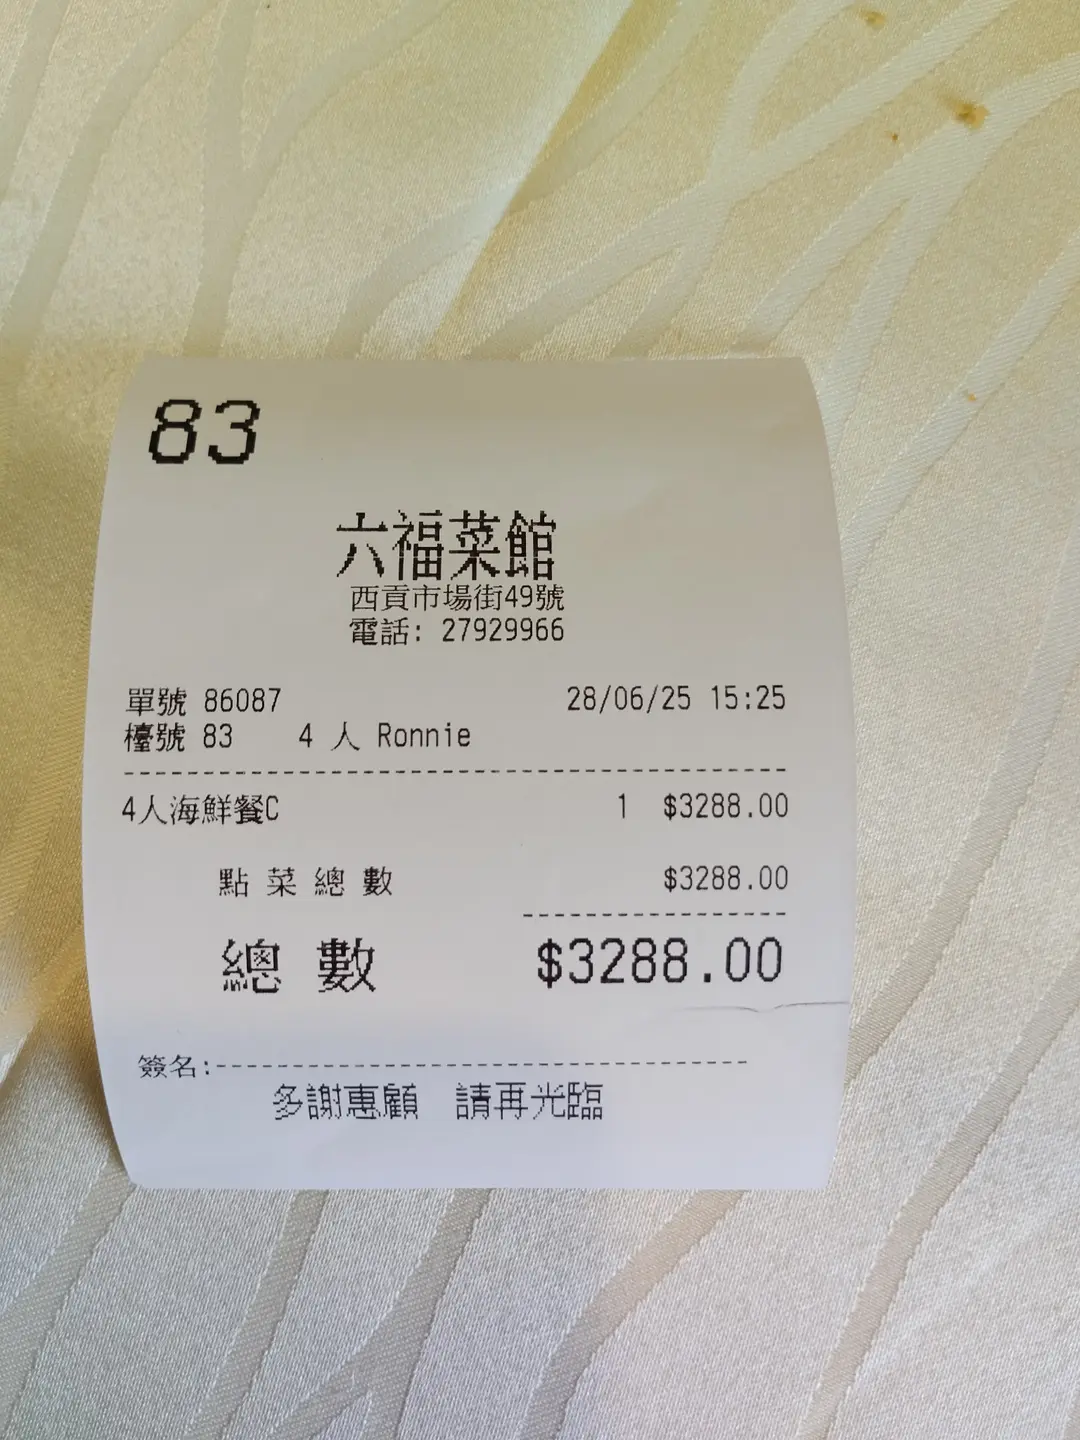 83
六福菜館
西貢市場街49號
電話: 27929966
單號 86087 28/06/25 15:25
檯號 83 4 人 Ronnie
4人海鮮餐C 1 $3288.00
點菜總數 $3288.00
總數 $3288.00
簽名:
多謝惠顧 請再光臨